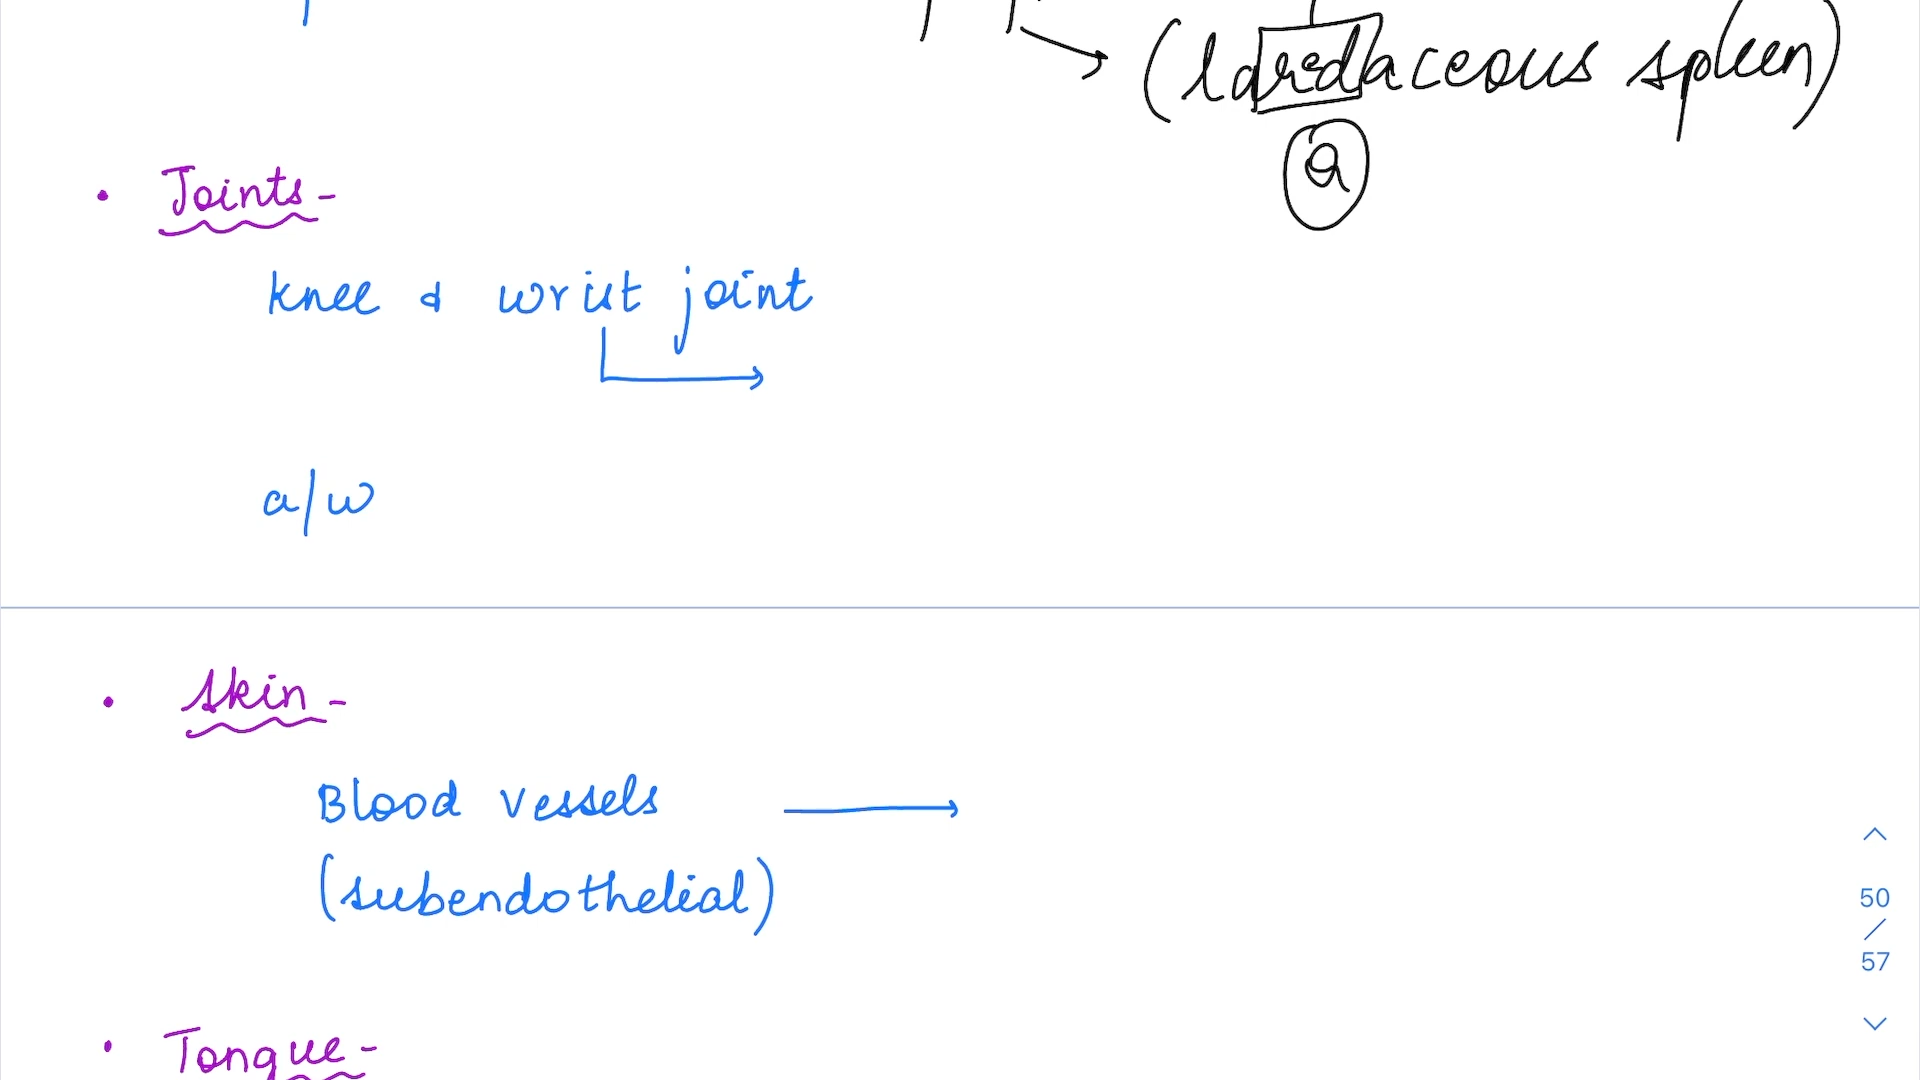 (lardaceous spleen)
a
• Joints-
knee & wrist joint
a/w
• Skin-
Blood vessels
(subendothelial)
• Tongue-
50
/
57